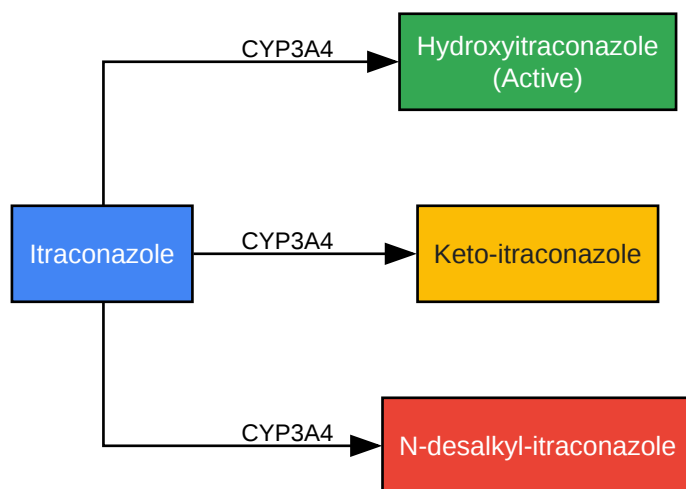 CYP3A4
Hydroxyitraconazole
(Active)
Itraconazole
CYP3A4
Keto-itraconazole
CYP3A4
N-desalkyl-itraconazole